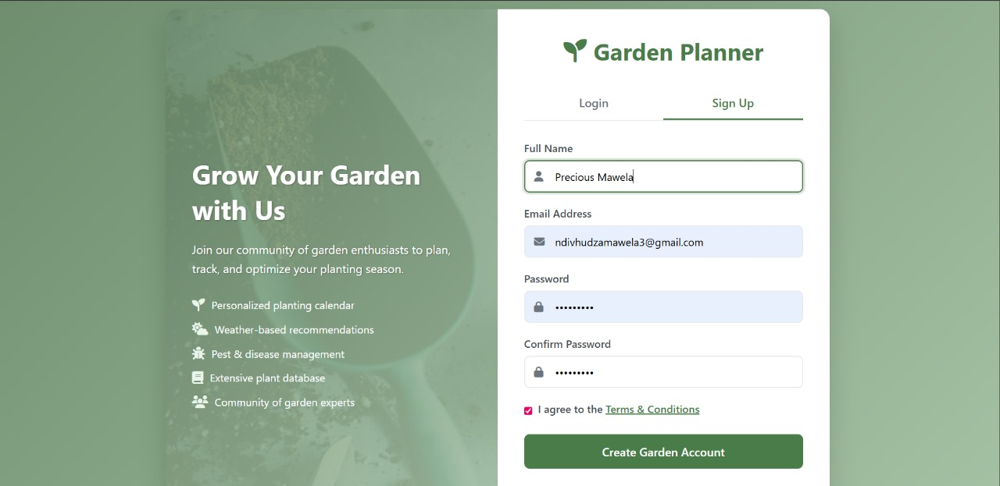 Grow Your Garden
with Us
Join our community of garden enthusiasts to plan,
track, and optimize your planting season.
Personalized planting calendar
Weather-based recommendations
Pest & disease management
Extensive plant database
Community of garden experts
Garden Planner
Login
Sign Up
Full Name
Precious Mawela
Email Address
ndivhudzamawela3@gmail.com
Password
•••••••••
Confirm Password
•••••••••
I agree to the Terms & Conditions
Create Garden Account